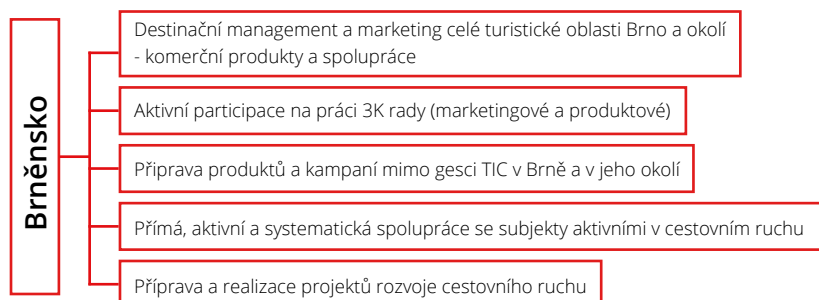 Brněnsko
Destinační management a marketing celé turistické oblasti Brno a okolí
- komerční produkty a spolupráce
Aktivní participace na práci 3K rady (marketingové a produktové)
Připrava produktů a kampaní mimo gesci TIC v Brně a v jeho okolí
Přímá, aktivní a systematická spolupráce se subjekty aktivními v cestovním ruchu
Příprava a realizace projektů rozvoje cestovního ruchu